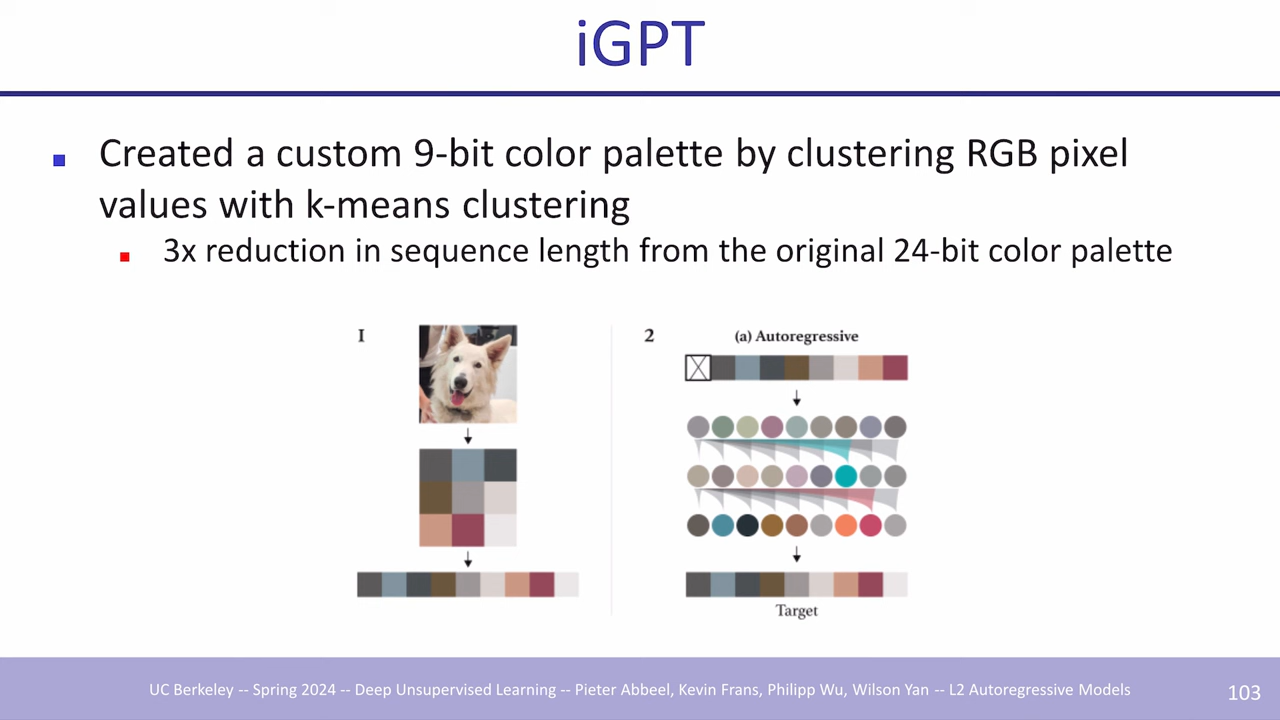 iGPT
Created a custom 9-bit color palette by clustering RGB pixel
values with k-means clustering
3x reduction in sequence length from the original 24-bit color palette
1
2
(a) Autoregressive
Target
UC Berkeley -- Spring 2024 -- Deep Unsupervised Learning -- Pieter Abbeel, Kevin Frans, Philipp Wu, Wilson Yan -- L2 Autoregressive Models
103